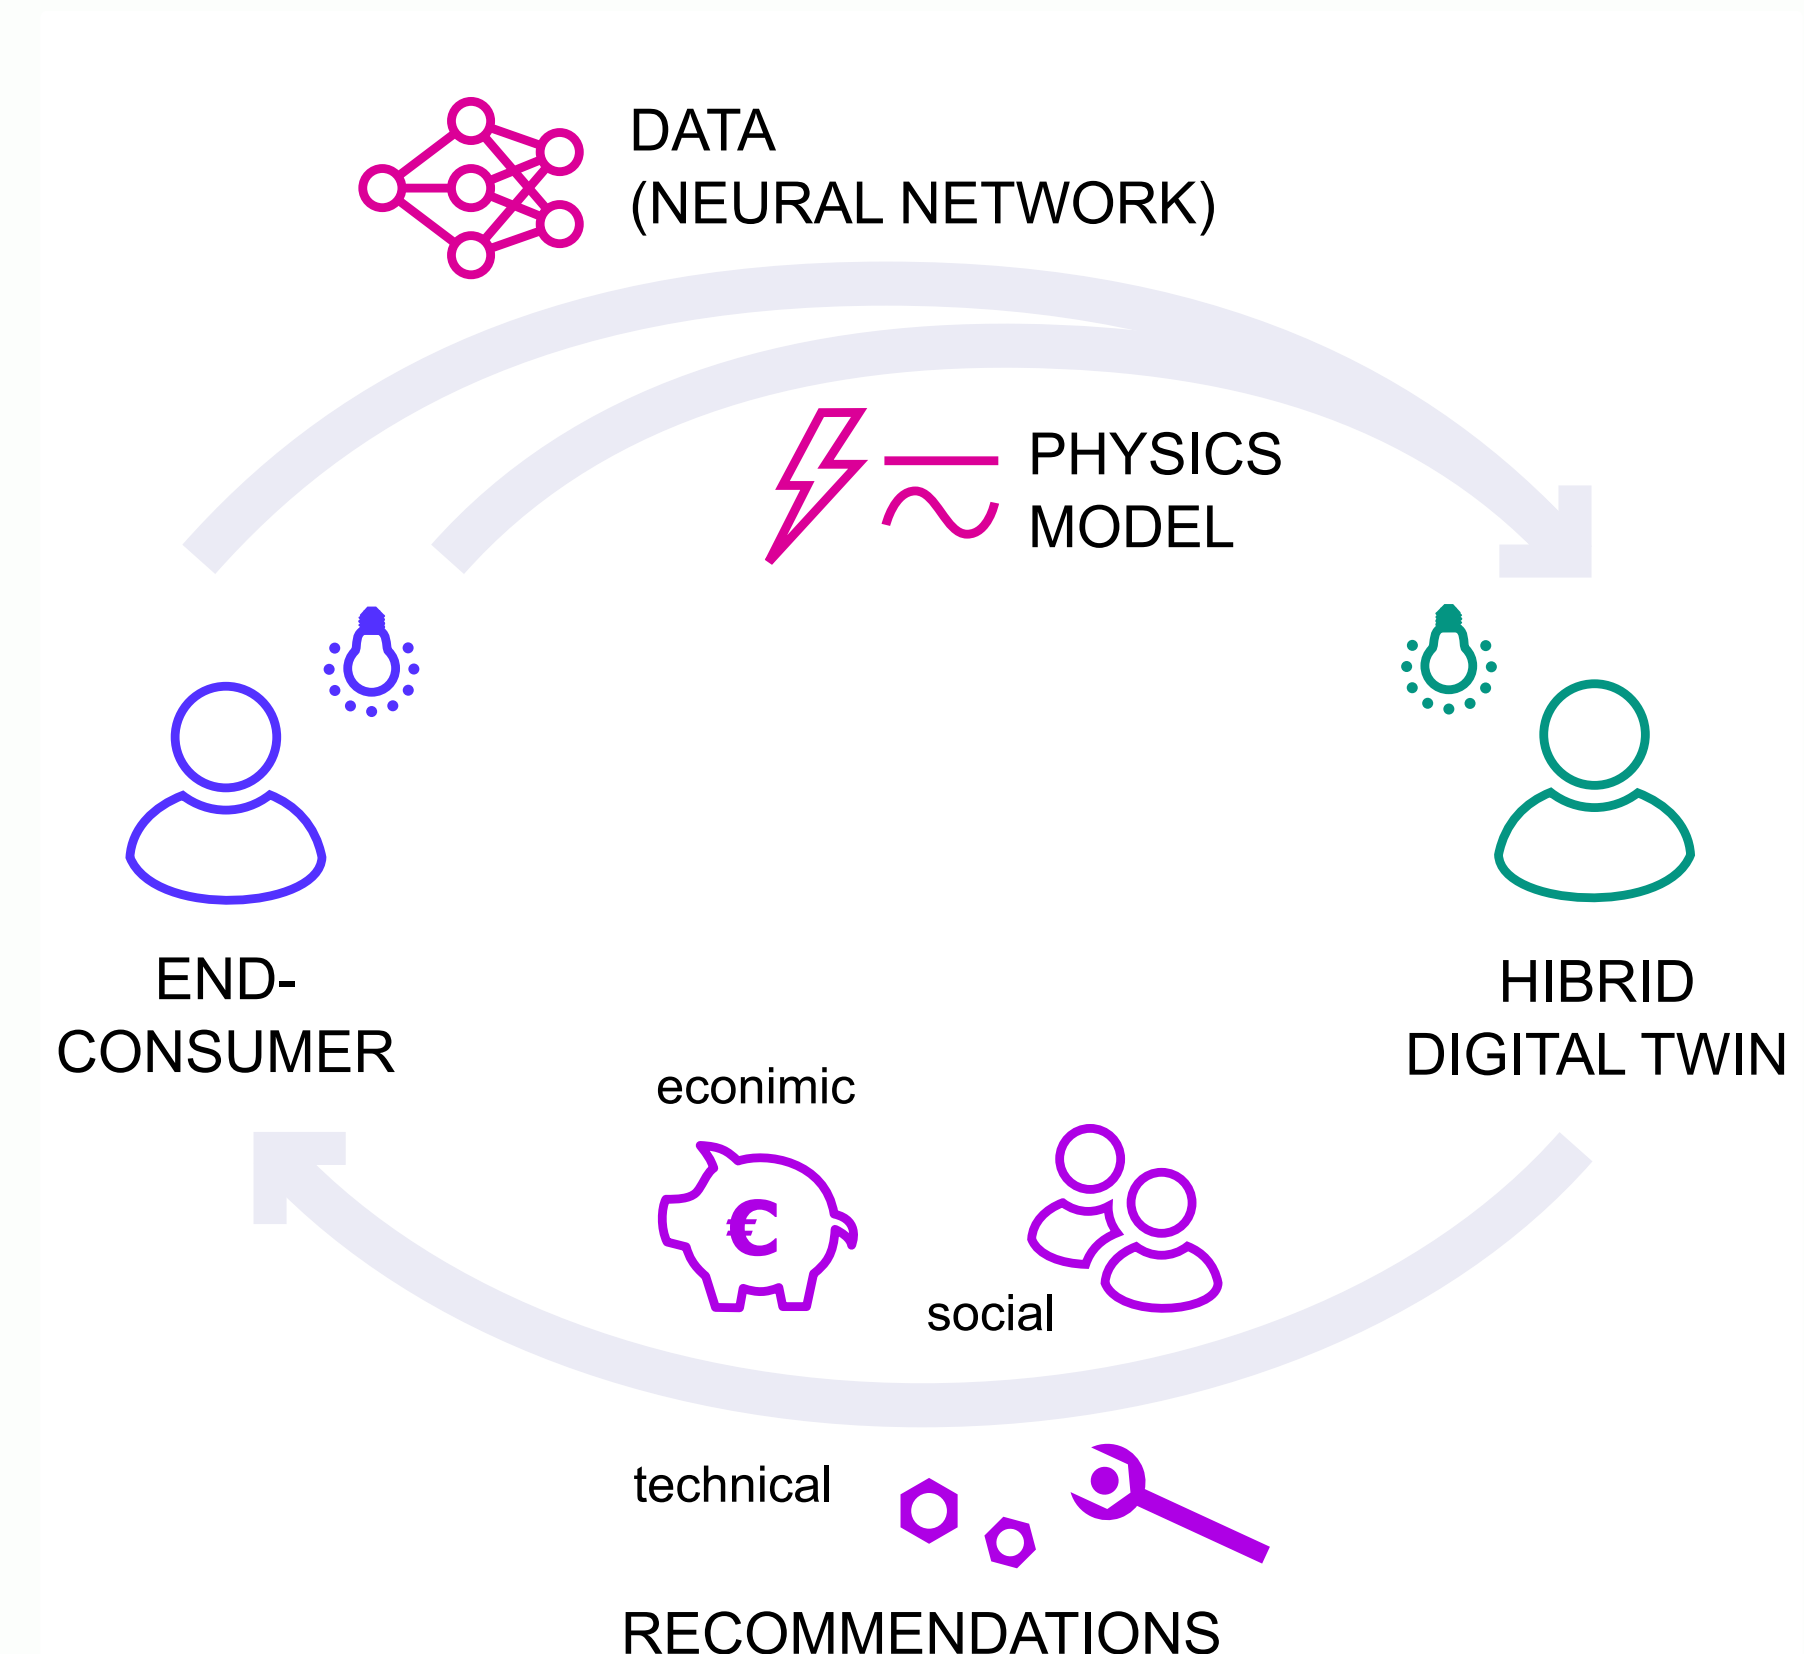 DATA
(NEURAL NETWORK)
PHYSICS
MODEL
END-
CONSUMER
HIBRID
DIGITAL TWIN
econimic
€
social
technical
RECOMMENDATIONS